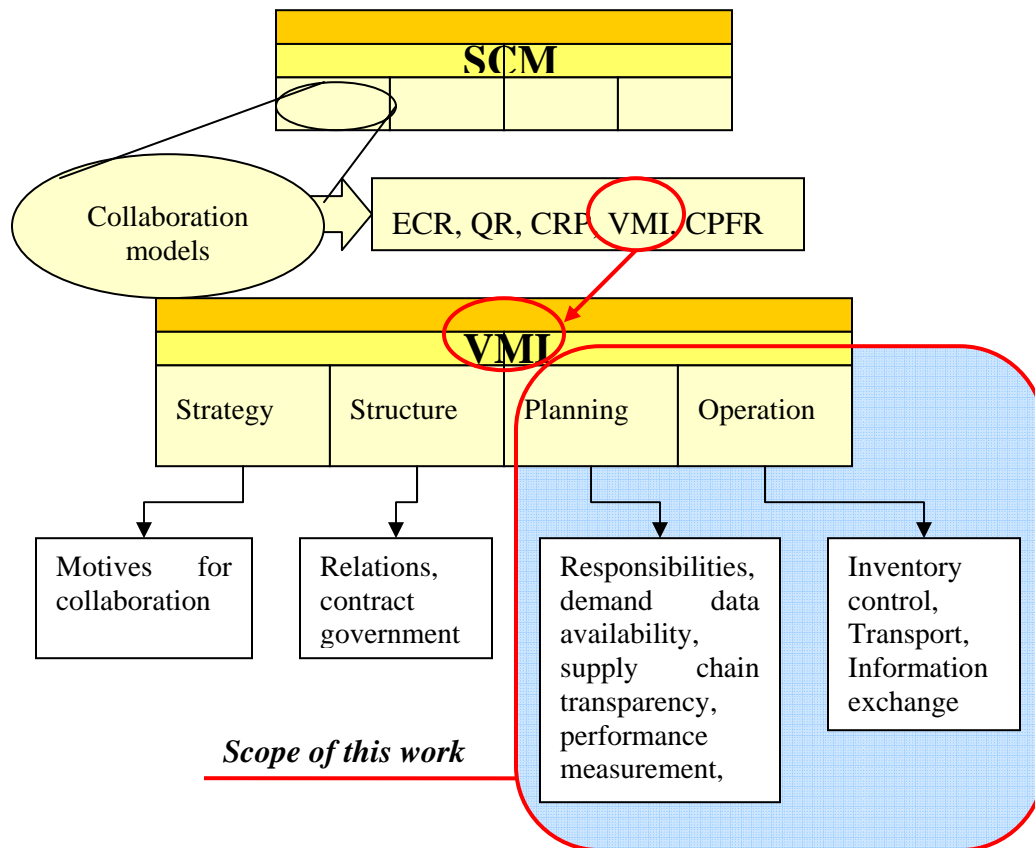 SCM
Collaboration
models
ECR, QR, CRP, VMI, CPFR
VMI
Strategy
Structure
Planning
Operation
Motives for
collaboration
Relations,
contract
government
Responsibilities,
demand data
availability,
supply chain
transparency,
performance
measurement,
Inventory
control,
Transport,
Information
exchange
Scope of this work